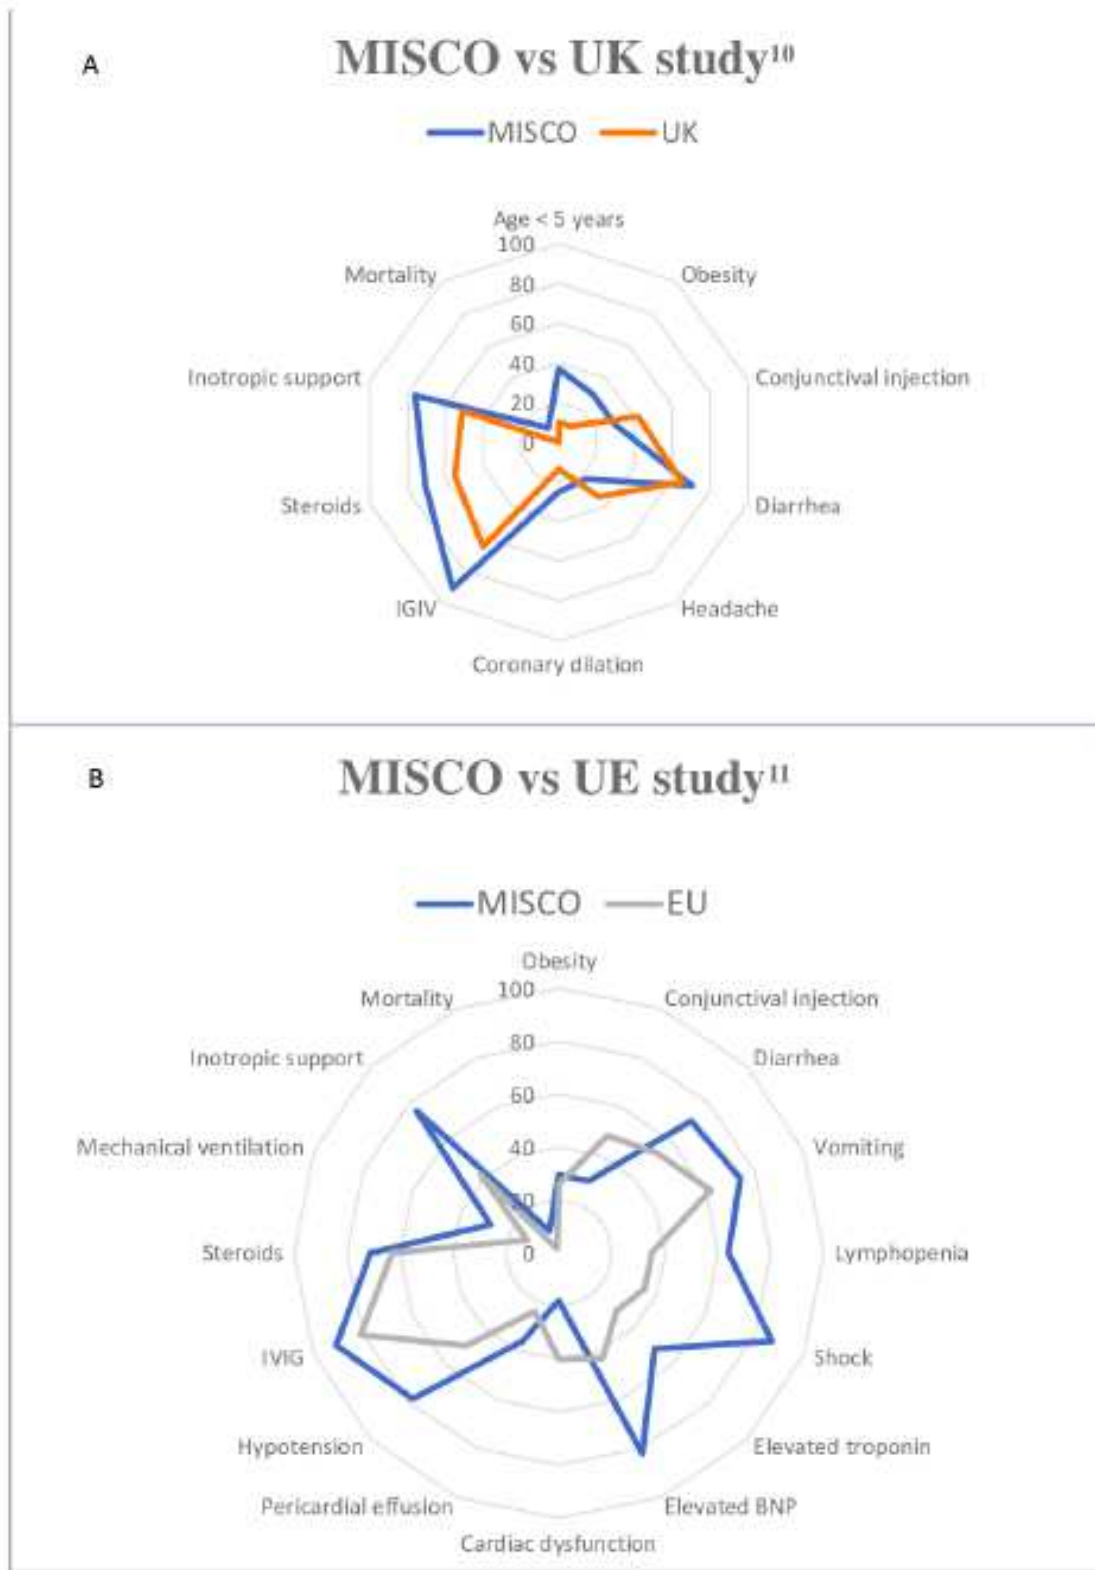 A
MISCO vs UK study¹⁰
MISCO UK
Age < 5 years
100
Mortality
Obesity
80
60
Inotropic support
Conjunctival injection
40
20
0
Steroids
Diarrhea
IGIV
Headache
Coronary dilation
B
MISCO vs UE study¹¹
MISCO EU
Obesity
Mortality
100
Conjunctival injection
80
Inotropic support
Diarrhea
60
Mechanical ventilation
40
Vomiting
20
Steroids
0
Lymphopenia
IVIG
Shock
Hypotension
Elevated troponin
Pericardial effusion
Elevated BNP
Cardiac dysfunction